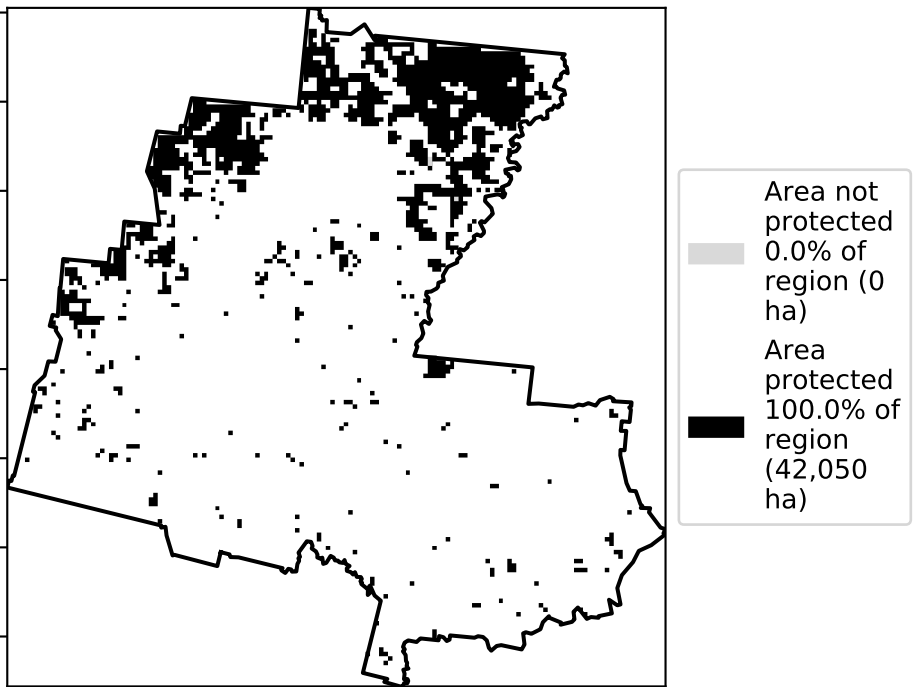 Area not
protected
0.0% of
region (0
ha)
Area
protected
100.0% of
region
(42,050
ha)